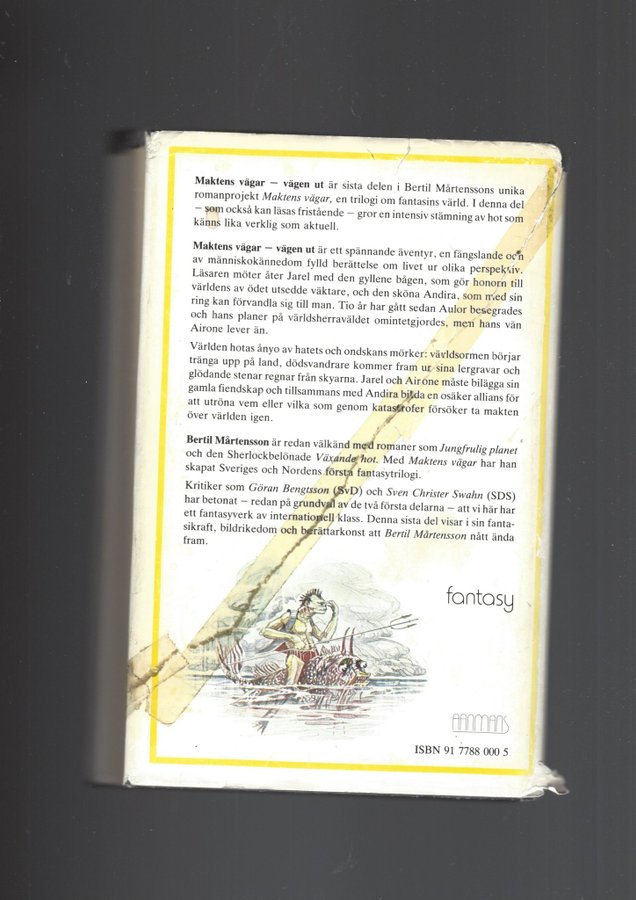 Maktens vägar – vägen ut är sista delen i Bertil Mårtenssons unika
romanprojekt Maktens vägar, en trilogi om fantasins värld. I denna del
– som också kan läsas fristående – gror en intensiv stämning av hot som
känns lika verklig som aktuell.
Maktens vägar – vägen ut är ett spännande äventyr, en fängslande och
av människokännedom fylld berättelse om livet ur olika perspektiv.
Läsaren möter åter Jarel med den gyllene bågen, som gör honom till
världens av ödet utsedde väktare, och den sköna Andira, som med sin
ring kan förvandla sig till man. Tio år har gått sedan Aulor besegrades
och hans planer på världsherraväldet omintetgjordes, men hans vän
Airone lever än.
Världen hotas ånyo av hatets och ondskans mörker: världsormen börjar
tränga upp på land, dödsvandrare kommer fram ur sina lergravar och
glödande stenar regnar från skyarna. Jarel och Airone måste bilägga sin
gamla fiendskap och tillsammans med Andira bilda en osäker allians för
att utröna vem eller vilka som genom katastrofer försöker ta makten
över världen igen.
Bertil Mårtensson är redan välkänd med romaner som Jungfrulig planet
och den Sherlockbelönade Växande hot. Med Maktens vägar har han
skapat Sveriges och Nordens första fantasytrilogi.
Kritiker som Göran Bengtsson (SvD) och Sven Christer Swahn (SDS)
har betonat – redan på grundval av de två första delarna – att vi här har
ett fantasyverk av internationell klass. Denna sista del visar i sin fanta-
sikraft, bildrikedom och berättarkonst att Bertil Mårtensson nått ända
fram.
fantasy
AANMANS
ISBN 91 7788 000 5